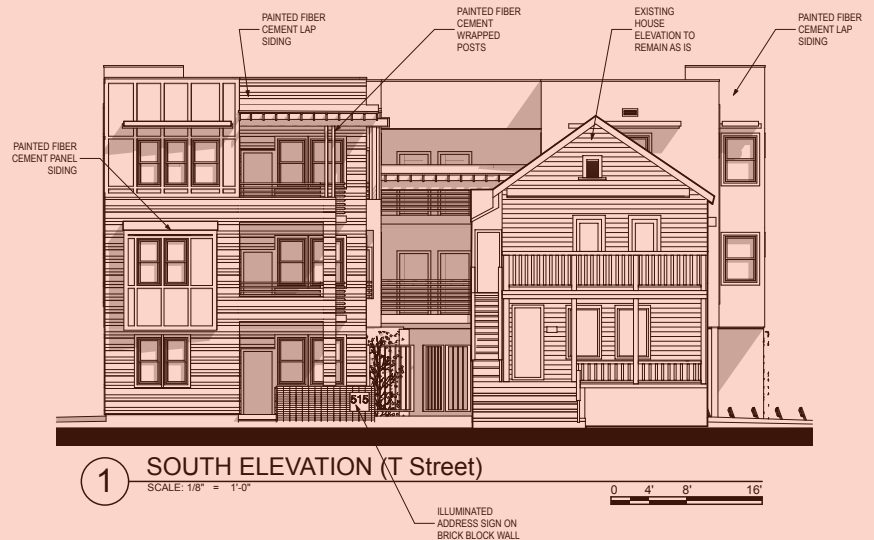 PAINTED FIBER
CEMENT LAP
SIDING
PAINTED FIBER
CEMENT
WRAPPED
POSTS
EXISTING
HOUSE
ELEVATION TO
REMAIN AS IS
PAINTED FIBER
CEMENT LAP
SIDING
PAINTED FIBER
CEMENT PANEL
SIDING
515
1
SOUTH ELEVATION (T Street)
SCALE: 1/8" = 1'-0"
0 4' 8' 16'
ILLUMINATED
ADDRESS SIGN ON
BRICK BLOCK WALL